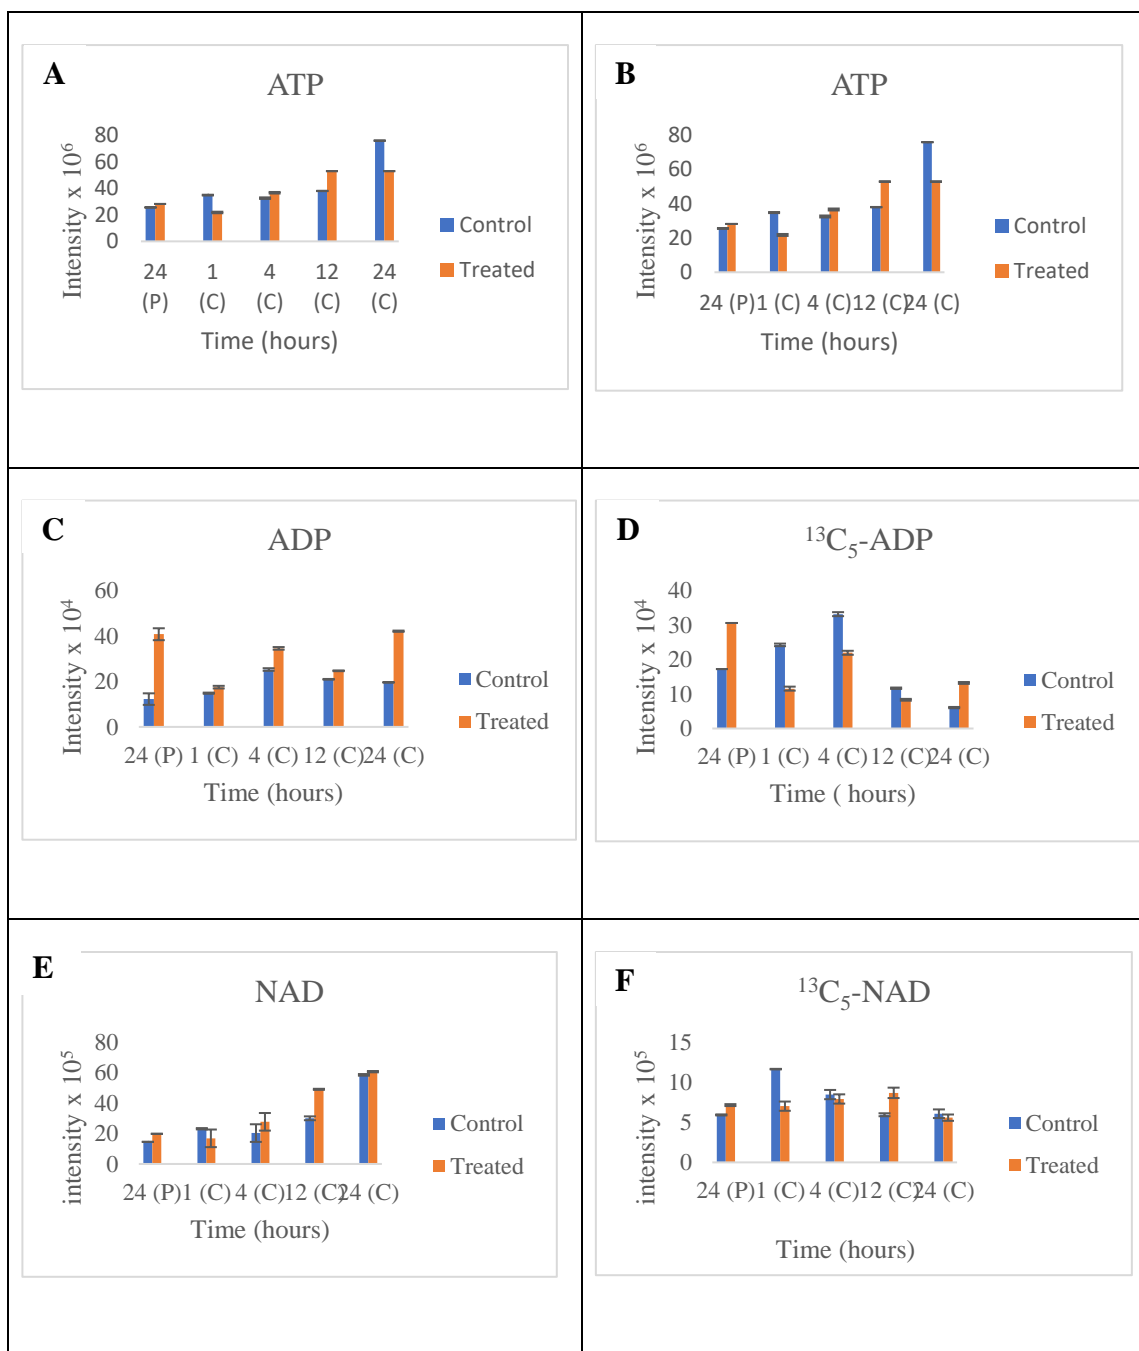 A
ATP
Intensity x 10⁶
80
60
40
20
0
24 (P)
1 (C)
4 (C)
12 (C)
24 (C)
Time (hours)
Control
Treated
B
ATP
Intensity x 10⁶
80
60
40
20
0
24 (P) 1 (C) 4 (C) 12 (C) 24 (C)
Time (hours)
Control
Treated
C
ADP
Intensity x 10⁴
60
40
20
0
24 (P) 1 (C) 4 (C) 12 (C) 24 (C)
Time (hours)
Control
Treated
D
¹³C₅-ADP
Intensity x 10⁴
40
30
20
10
0
24 (P) 1 (C) 4 (C) 12 (C) 24 (C)
Time ( hours)
Control
Treated
E
NAD
intensity x 10⁵
80
60
40
20
0
24 (P) 1 (C) 4 (C) 12 (C) 24 (C)
Time (hours)
Control
Treated
F
¹³C₅-NAD
intensity x 10⁵
15
10
5
0
24 (P) 1 (C) 4 (C) 12 (C) 24 (C)
Time (hours)
Control
Treated